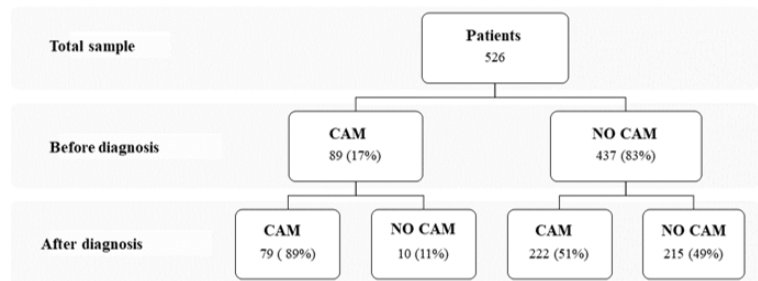 Total sample
Patients
526
Before diagnosis
CAM
89 (17%)
NO CAM
437 (83%)
After diagnosis
CAM
79 ( 89%)
NO CAM
10 (11%)
CAM
222 (51%)
NO CAM
215 (49%)